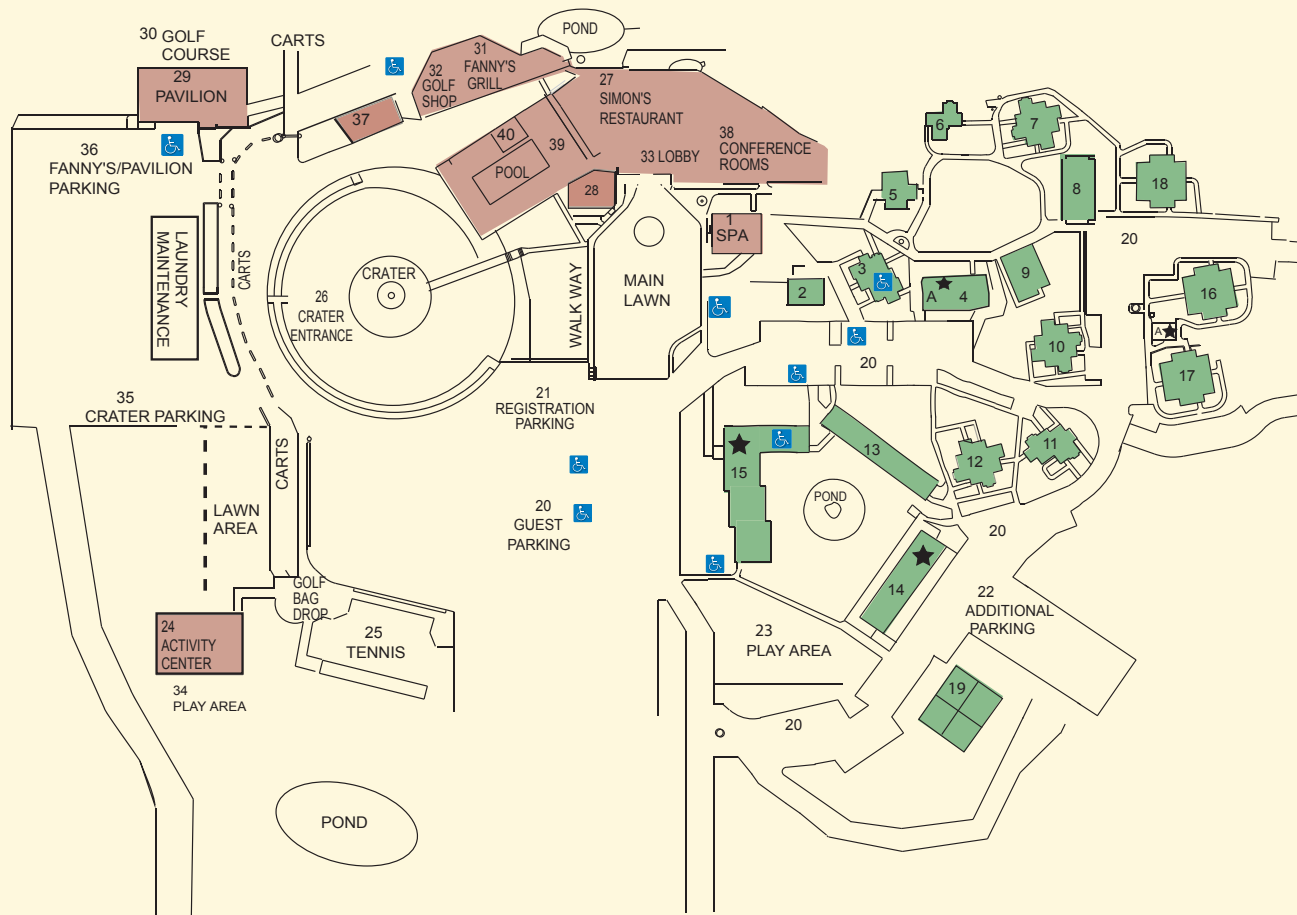 POND
30 GOLF
COURSE
CARTS
31
FANNY'S
GRILL
32
GOLF
SHOP
29
PAVILION
27
SIMON'S
RESTAURANT
37
40
39
POOL
38
CONFERENCE
ROOMS
33 LOBBY
28
36
FANNY'S/PAVILION
PARKING
6
7
8
18
5
20
1
SPA
LAUNDRY
MAINTENANCE
CARTS
CRATER
26
CRATER
ENTRANCE
WALK WAY
MAIN
LAWN
2
3
A 4
9
16
A
10
17
20
35
CRATER PARKING
21
REGISTRATION
PARKING
CARTS
LAWN
AREA
20
GUEST
PARKING
15
13
12
11
POND
20
14
GOLF
BAG
DROP
24
ACTIVITY
CENTER
25
TENNIS
23
PLAY AREA
22
ADDITIONAL
PARKING
34
PLAY AREA
19
20
POND